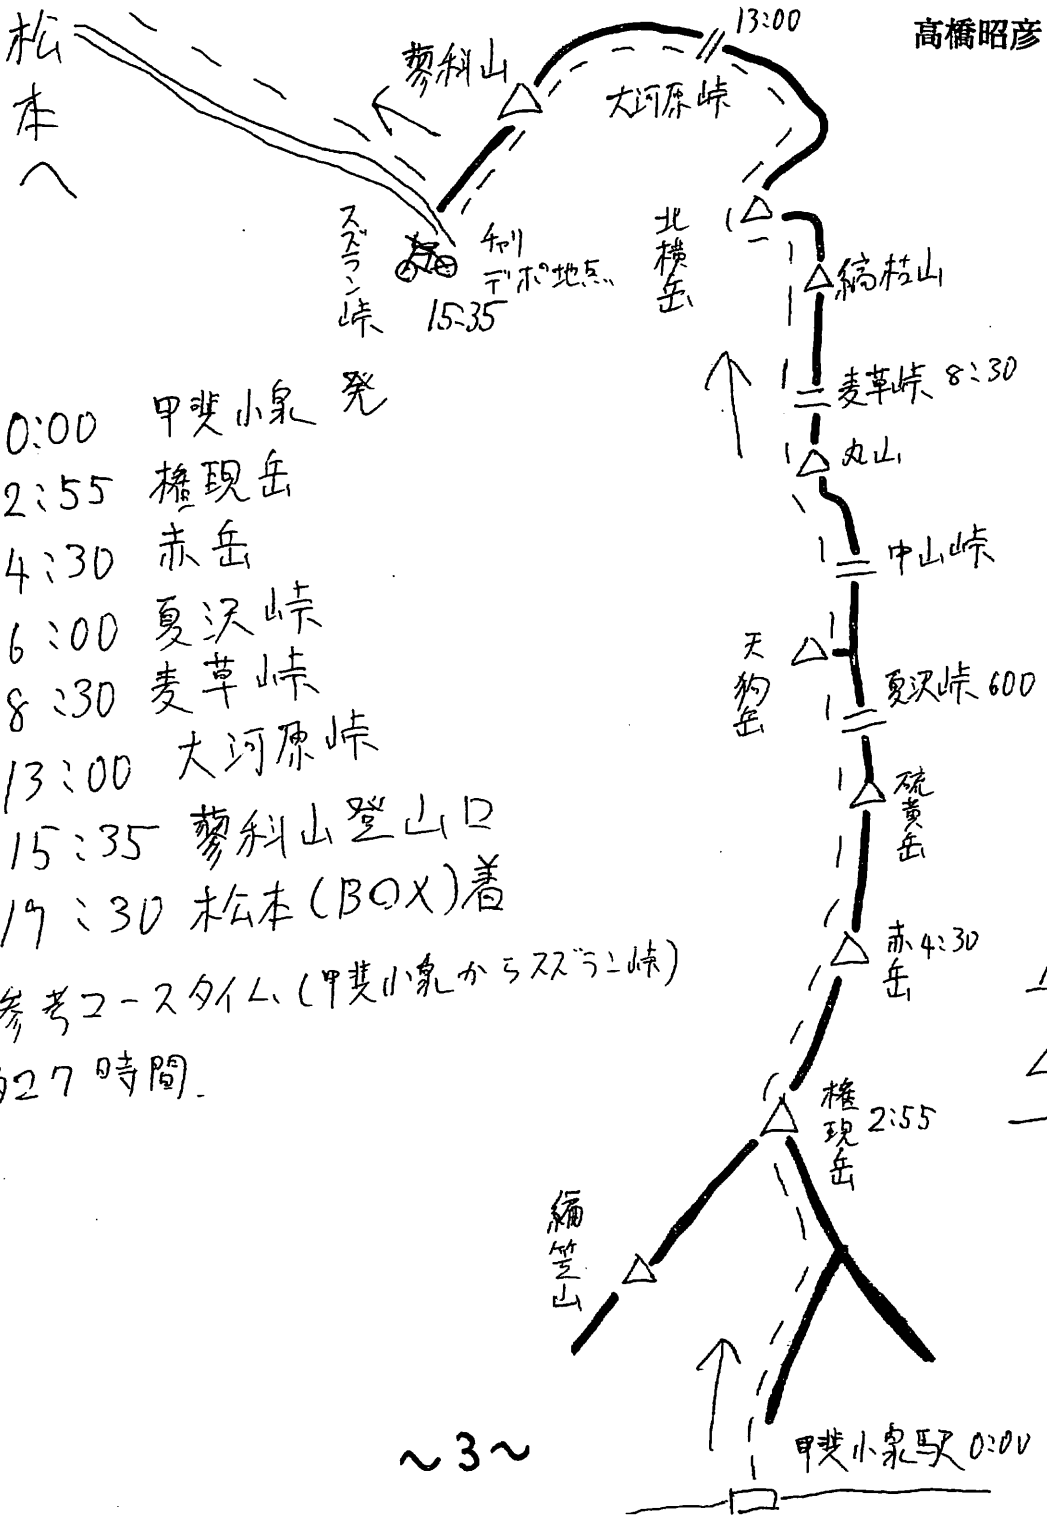 高橋昭彦
松本へ
蓼科山
13:00
大河原峠
スズラン峠
チャリ
デポ地点
15:35
北横岳
縞枯山
麦草峠 8:30
丸山
中山峠
天狗岳
夏沢峠 600
硫黄岳
赤岳 4:30
権現岳 2:55
編笠山
甲斐小泉駅 0:00
0:00 甲斐小泉 発
2:55 権現岳
4:30 赤岳
6:00 夏沢峠
8:30 麦草峠
13:00 大河原峠
15:35 蓼科山登山口
19:30 松本(BOX)着
参考コースタイム(甲斐小泉からスズラン峠)
27時間.
~3~